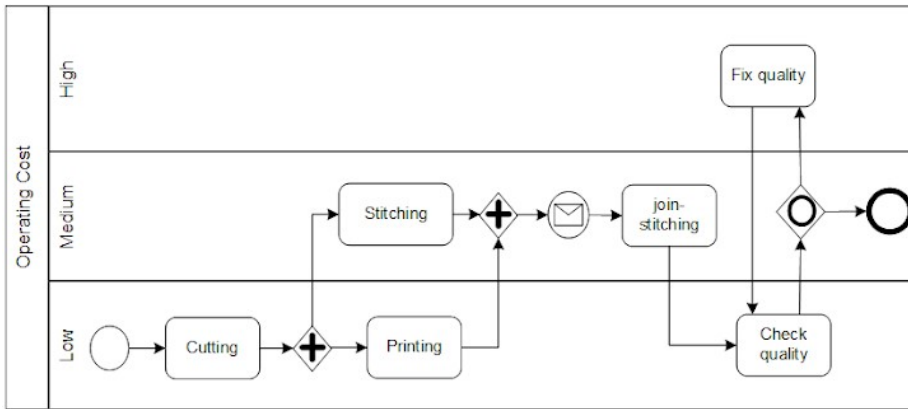 Operating Cost
High
Fix quality
Medium
Stitching
join-
stitching
Low
Cutting
Printing
Check
quality